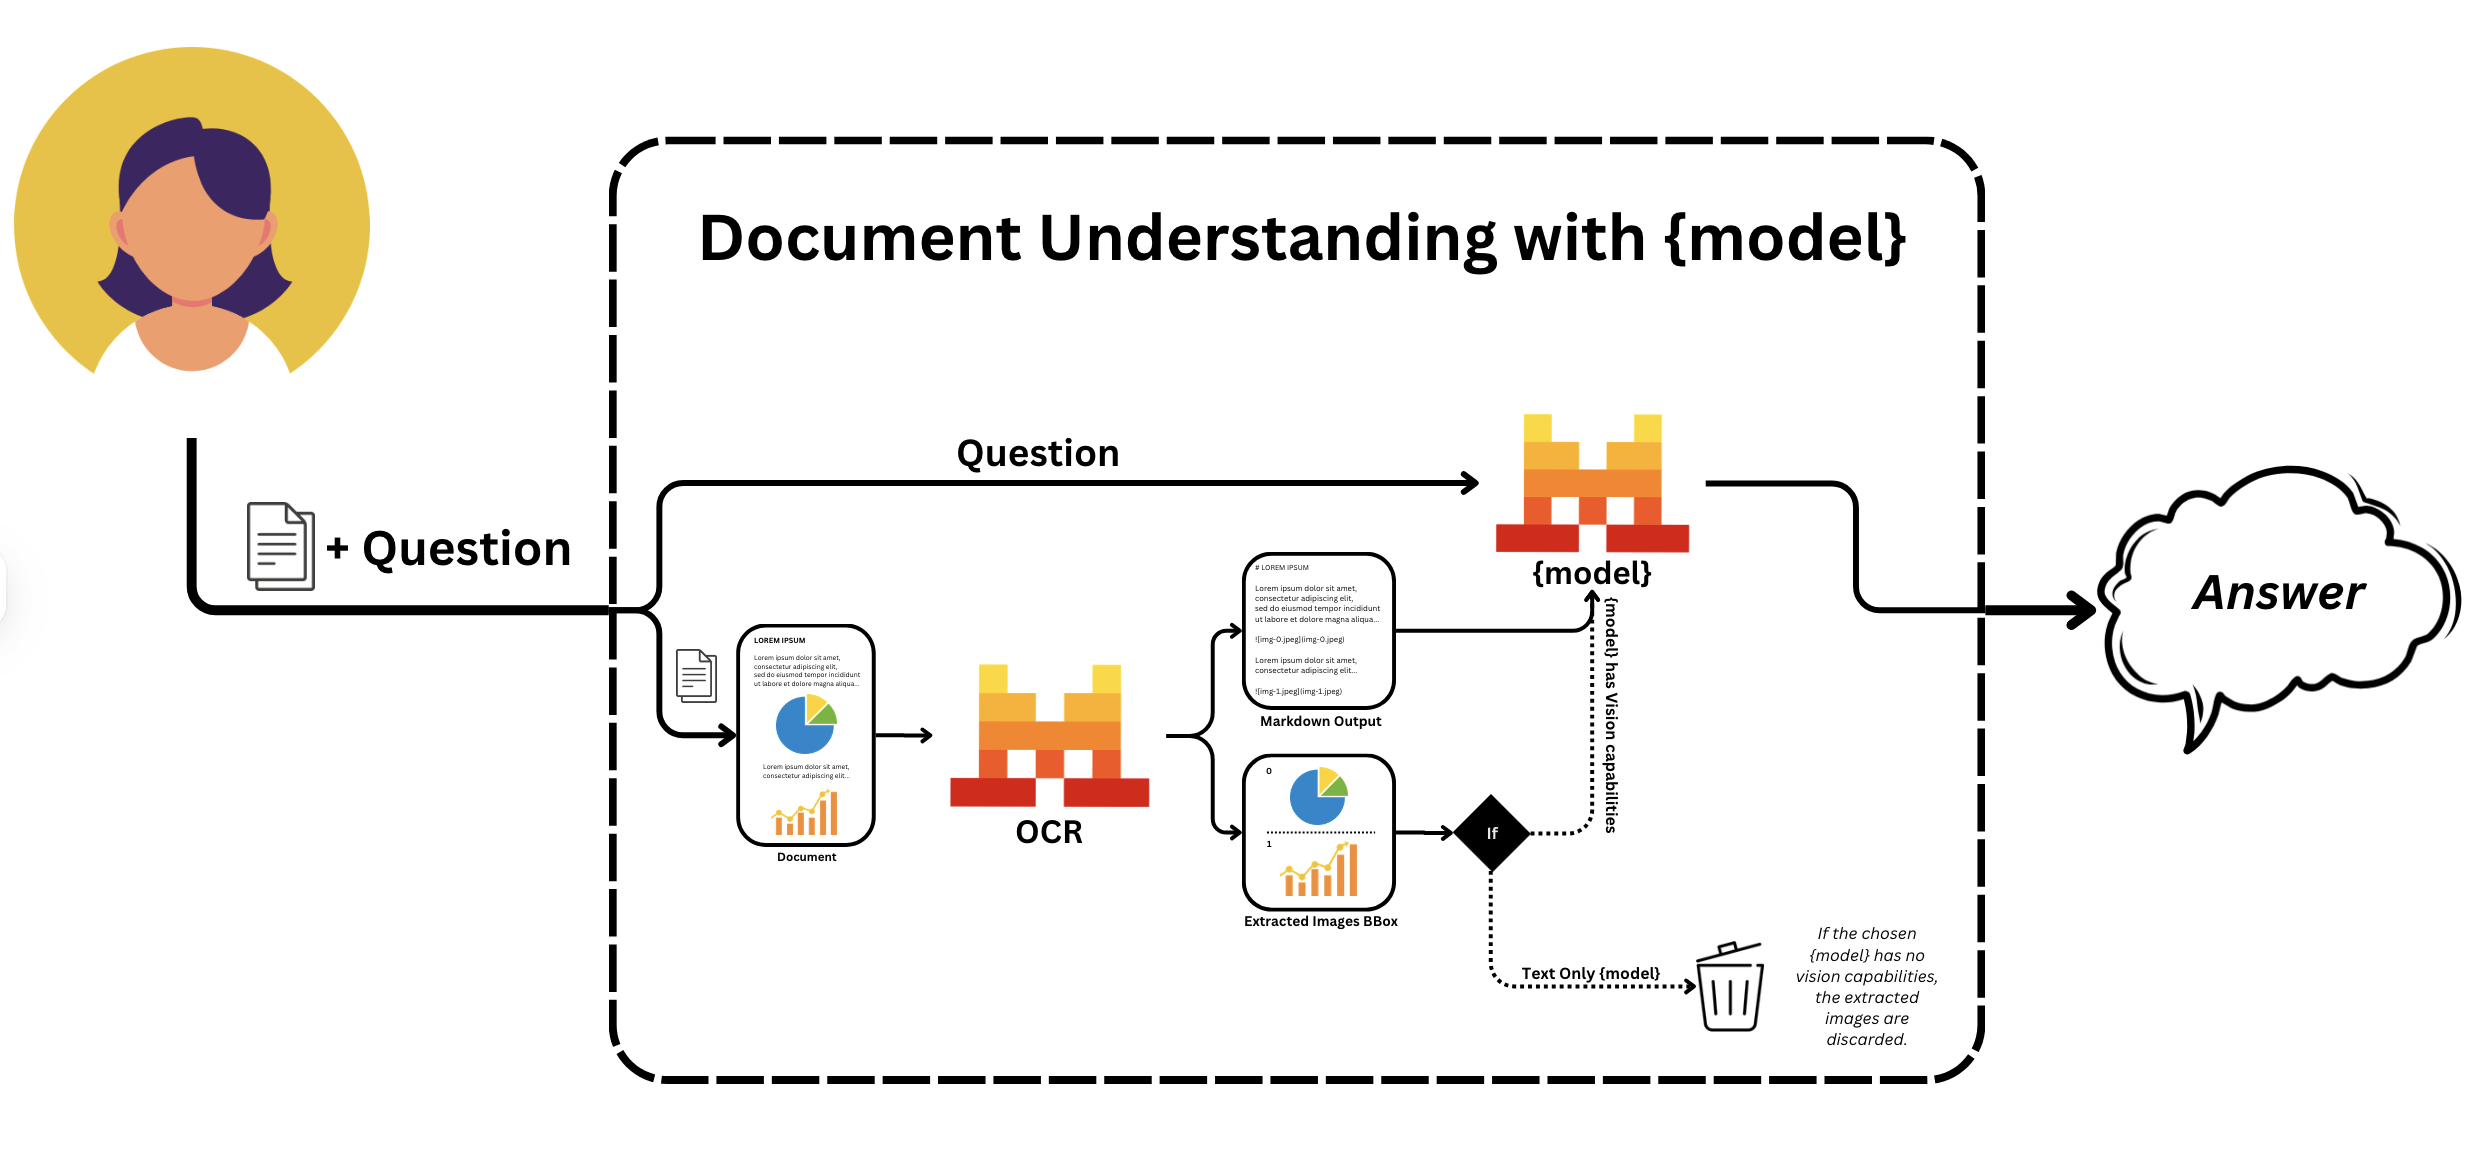 Document Understanding with {model}
+ Question
Question
{model}
LOREM IPSUM
Lorem ipsum dolor sit amet,
consectetur adipiscing elit,
sed do eiusmod tempor incididunt
ut labore et dolore magna aliqua...
Lorem ipsum dolor sit amet,
consectetur adipiscing elit...
Document
OCR
# LOREM IPSUM
Lorem ipsum dolor sit amet,
consectetur adipiscing elit,
sed do eiusmod tempor incididunt
ut labore et dolore magna aliqua...
![img-0.jpeg](img-0.jpeg)
Lorem ipsum dolor sit amet,
consectetur adipiscing elit...
![img-1.jpeg](img-1.jpeg)
Markdown Output
0
1
Extracted Images BBox
If
{model} has Vision capabilities
Text Only {model}
If the chosen
{model} has no
vision capabilities,
the extracted
images are
discarded.
Answer